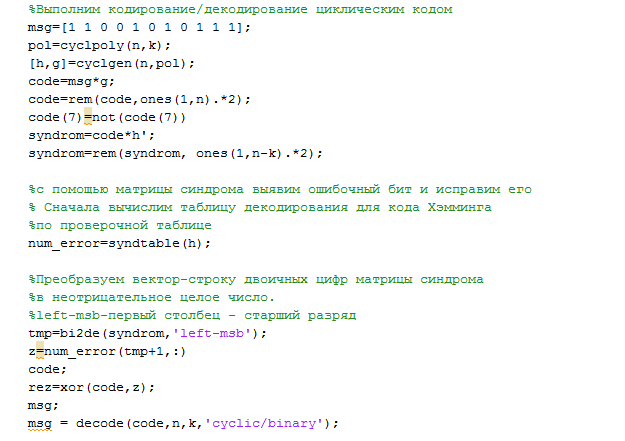 %Выполним кодирование/декодирование циклическим кодом
msg=[1 1 0 0 1 0 1 0 1 1 1];
pol=cyclpoly(n,k);
[h,g]=cyclgen(n,pol);
code=msg*g;
code=rem(code,ones(1,n).*2);
code(7)=not(code(7))
syndrom=code*h';
syndrom=rem(syndrom, ones(1,n-k).*2);
%с помощью матрицы синдрома выявим ошибочный бит и исправим его
% Сначала вычислим таблицу декодирования для кода Хэмминга
%по проверочной таблице
num_error=syndtable(h);
%Преобразуем вектор-строку двоичных цифр матрицы синдрома
%в неотрицательное целое число.
%left-msb-первый столбец - старший разряд
tmp=bi2de(syndrom,'left-msb');
z=num_error(tmp+1,:)
code;
rez=xor(code,z);
msg;
msg = decode(code,n,k,'cyclic/binary');